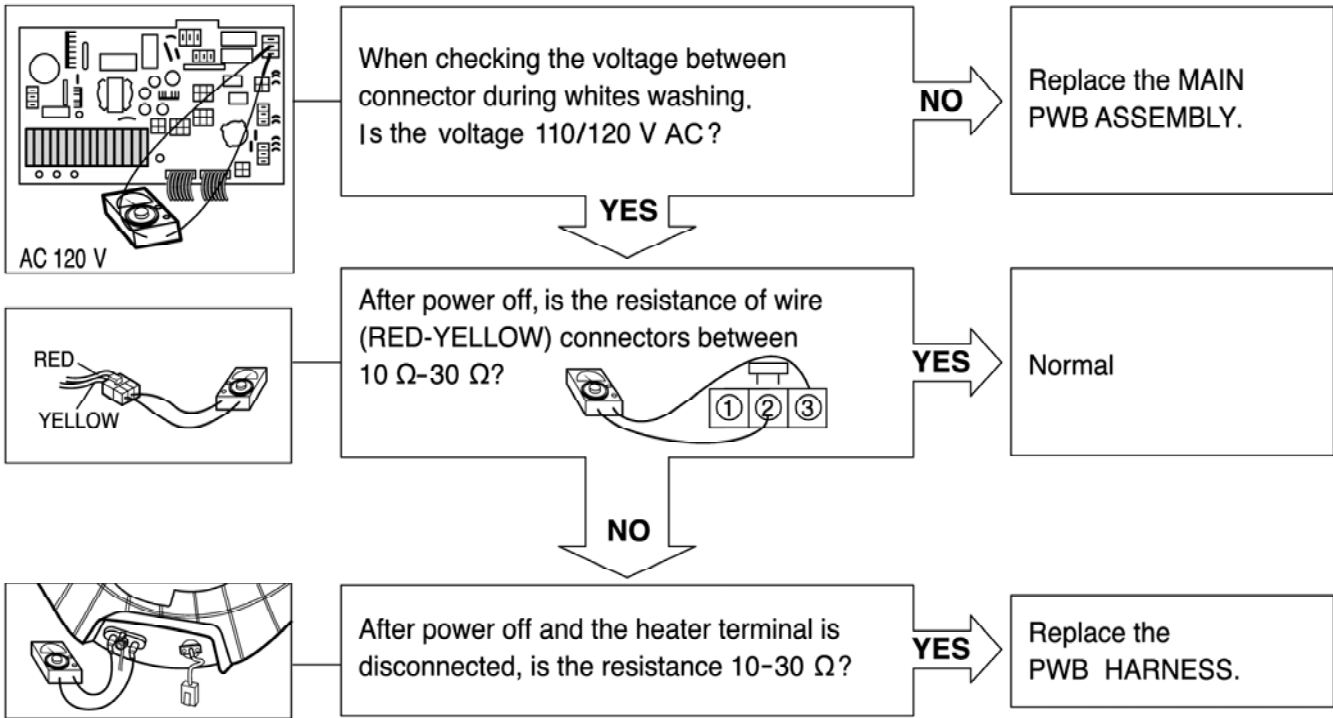 AC 120 V
When checking the voltage between
connector during whites washing.
Is the voltage 110/120 V AC?
NO
Replace the MAIN
PWB ASSEMBLY.
YES
RED
YELLOW
After power off, is the resistance of wire
(RED-YELLOW) connectors between
10 Ω-30 Ω?
① ② ③
YES
Normal
NO
After power off and the heater terminal is
disconnected, is the resistance 10-30 Ω?
YES
Replace the
PWB HARNESS.